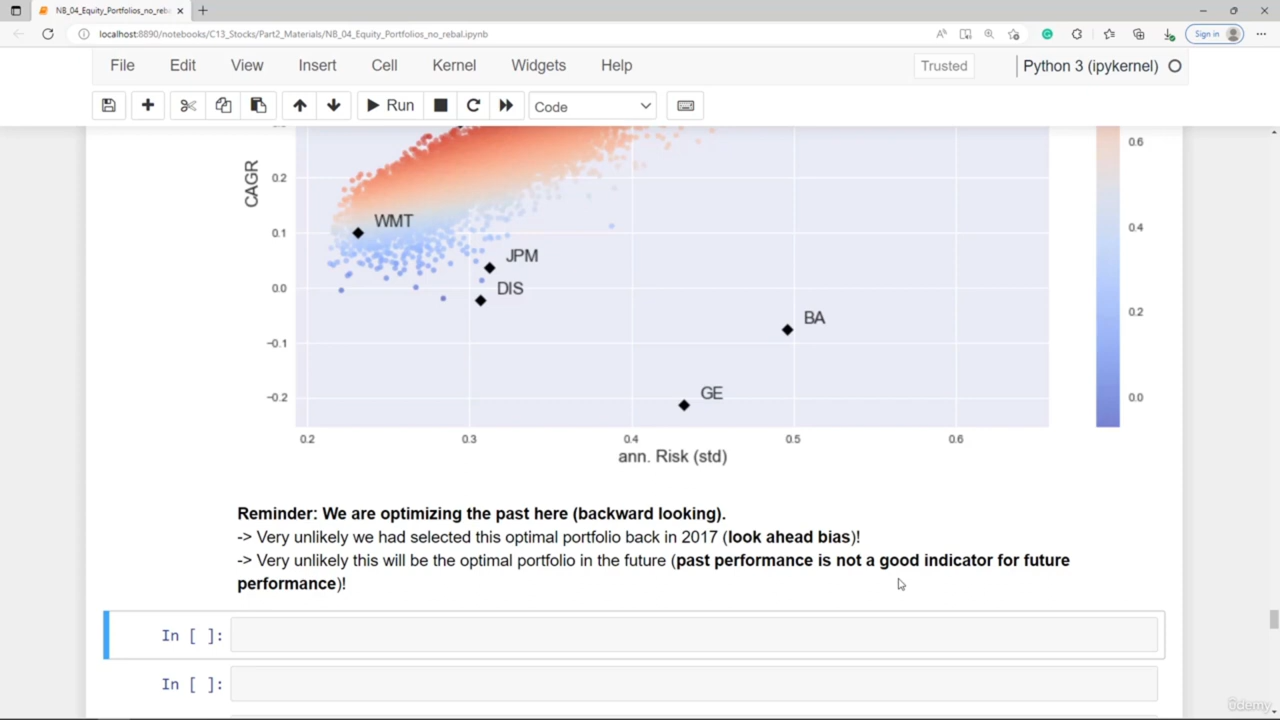 NB_04_Equity_Portfolios_no_reb
localhost:8890/notebooks/C13_Stocks/Part2_Materials/NB_04_Equity_Portfolios_no_rebal.ipynb
Sign in
File Edit View Insert Cell Kernel Widgets Help Trusted Python 3 (ipykernel)
Run Code
0.6
CAGR
0.2
WMT
0.4
0.1
JPM
DIS
0.0
BA
0.2
−0.1
GE
−0.2
0.0
0.2 0.3 0.4 0.5 0.6
ann. Risk (std)
Reminder: We are optimizing the past here (backward looking).
-> Very unlikely we had selected this optimal portfolio back in 2017 (look ahead bias)!
-> Very unlikely this will be the optimal portfolio in the future (past performance is not a good indicator for future
performance)!
In [ ]:
In [ ]:
Udemy